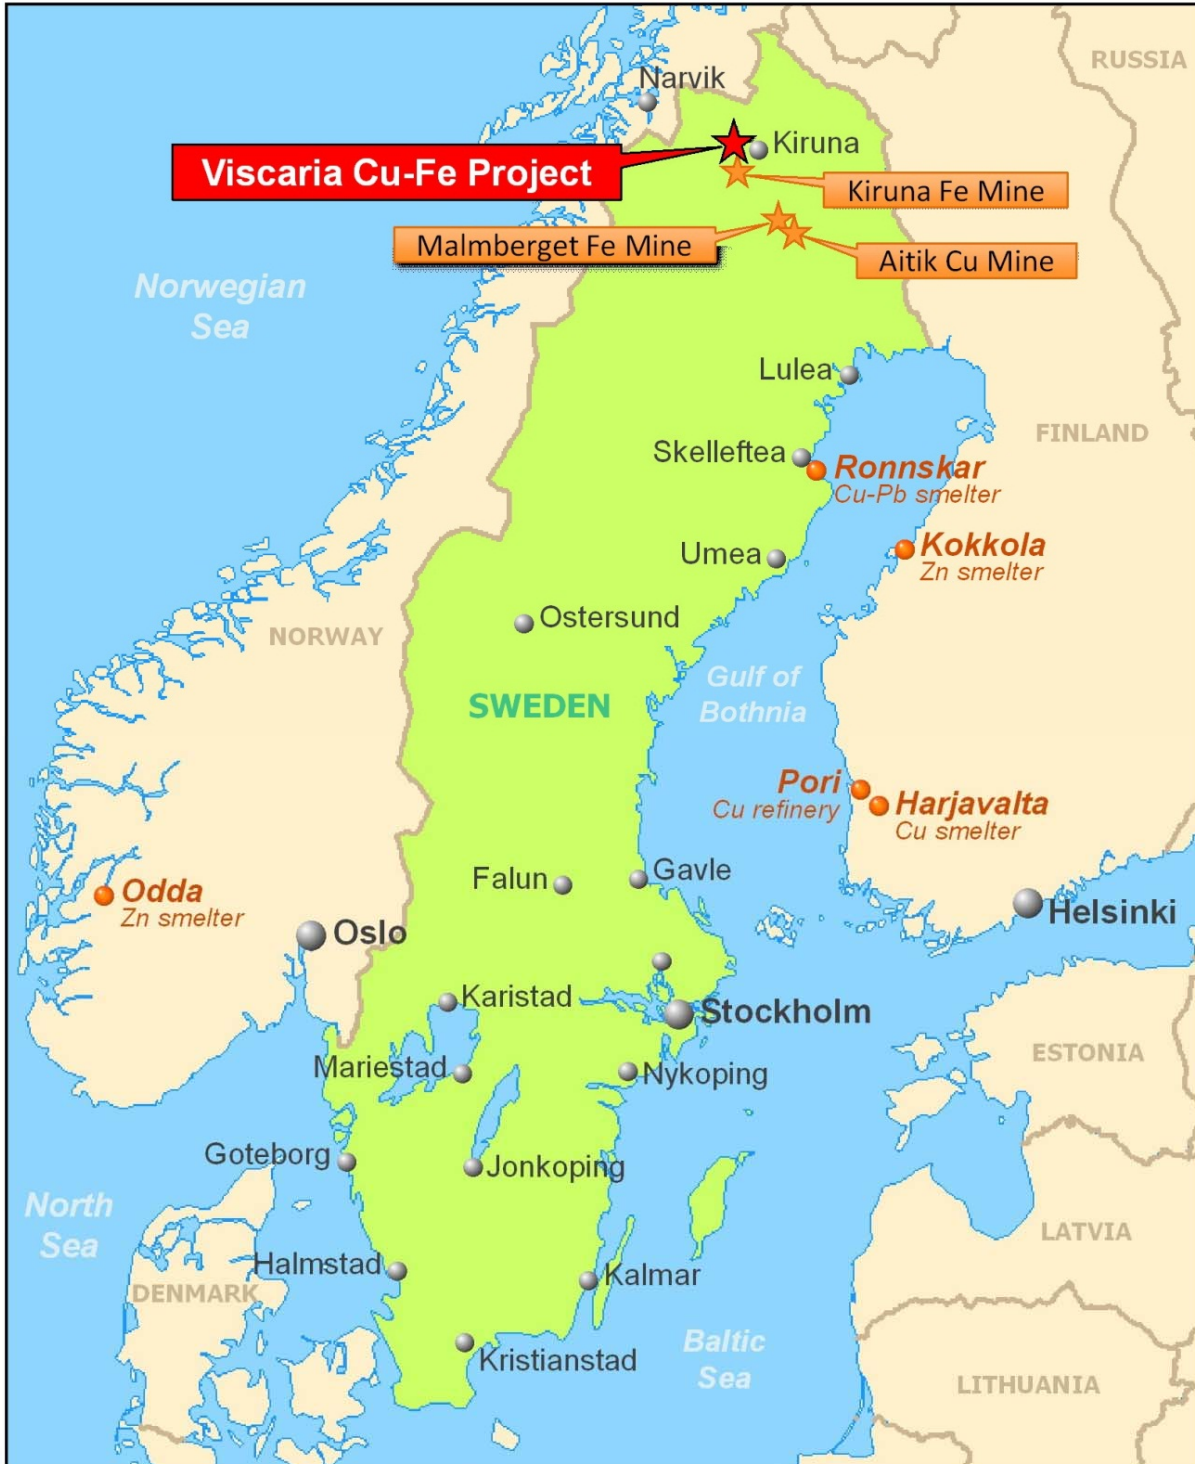 RUSSIA
Narvik
Kiruna
Viscaria Cu-Fe Project
Kiruna Fe Mine
Malmberget Fe Mine
Aitik Cu Mine
Norwegian
Sea
Lulea
FINLAND
Skelleftea
Ronnskar
Cu-Pb smelter
Kokkola
Zn smelter
Umea
Ostersund
NORWAY
Gulf of
Bothnia
SWEDEN
Pori
Cu refinery
Harjavalta
Cu smelter
Falun
Gavle
Odda
Zn smelter
Oslo
Helsinki
Karistad
Stockholm
ESTONIA
Mariestad
Nykoping
Goteborg
Jonkoping
North
Sea
LATVIA
Halmstad
Kalmar
DENMARK
Baltic
Sea
Kristianstad
LITHUANIA